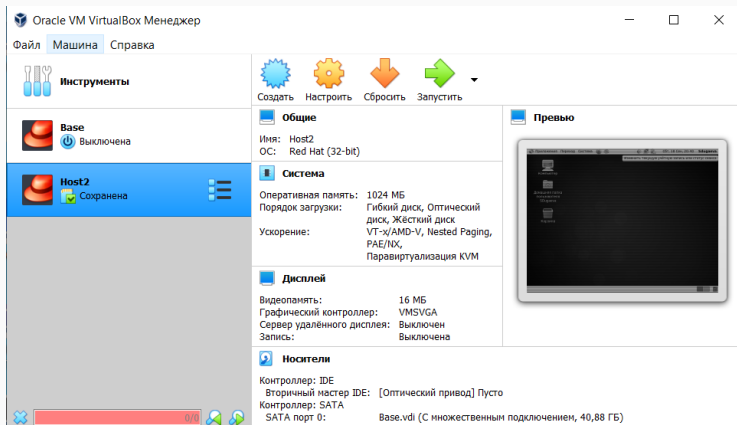 Oracle VM VirtualBox Менеджер
Файл Машина Справка
Инструменты
Base
Выключена
Host2
Сохранена
0/0
Создать Настроить Сбросить Запустить
Общие
Имя: Host2
ОС: Red Hat (32-bit)
Система
Оперативная память: 1024 МБ
Порядок загрузки: Гибкий диск, Оптический
диск, Жёсткий диск
Ускорение: VT-x/AMD-V, Nested Paging,
PAE/NX,
Паравиртуализация KVM
Дисплей
Видеопамять: 16 МБ
Графический контроллер: VMSVGA
Сервер удалённого дисплея: Выключен
Запись: Выключена
Носители
Контроллер: IDE
Вторичный мастер IDE: [Оптический привод] Пусто
Контроллер: SATA
SATA порт 0: Base.vdi (С множественным подключением, 40,88 ГБ)
Превью